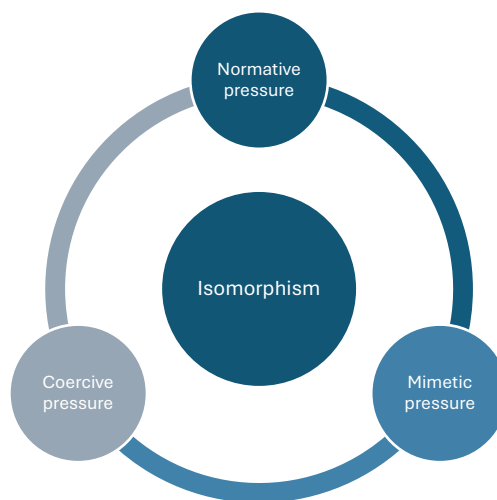 Normative
pressure
Isomorphism
Coercive
pressure
Mimetic
pressure